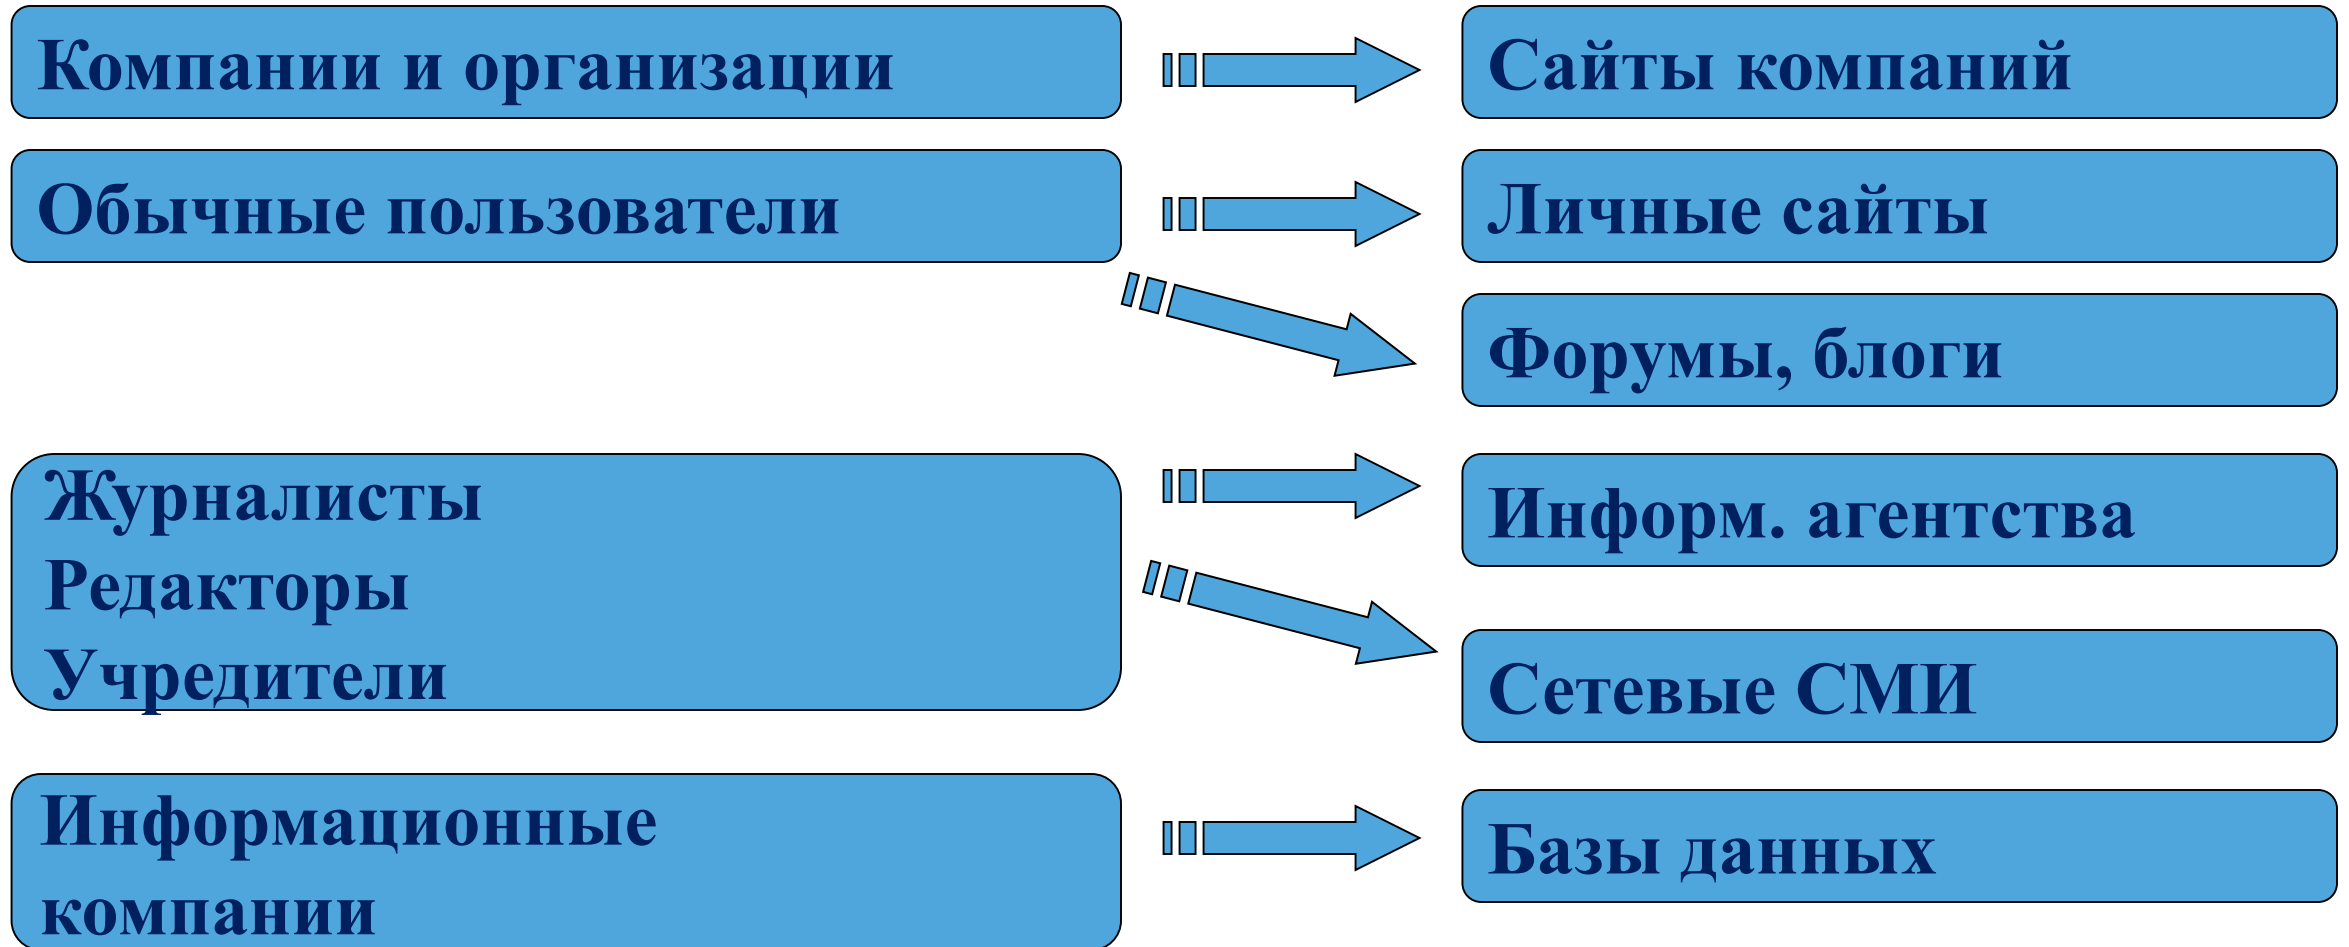 Компании и организации
Сайты компаний
Обычные пользователи
Личные сайты
Форумы, блоги
Журналисты
Редакторы
Учредители
Информ. агентства
Сетевые СМИ
Информационные
компании
Базы данных